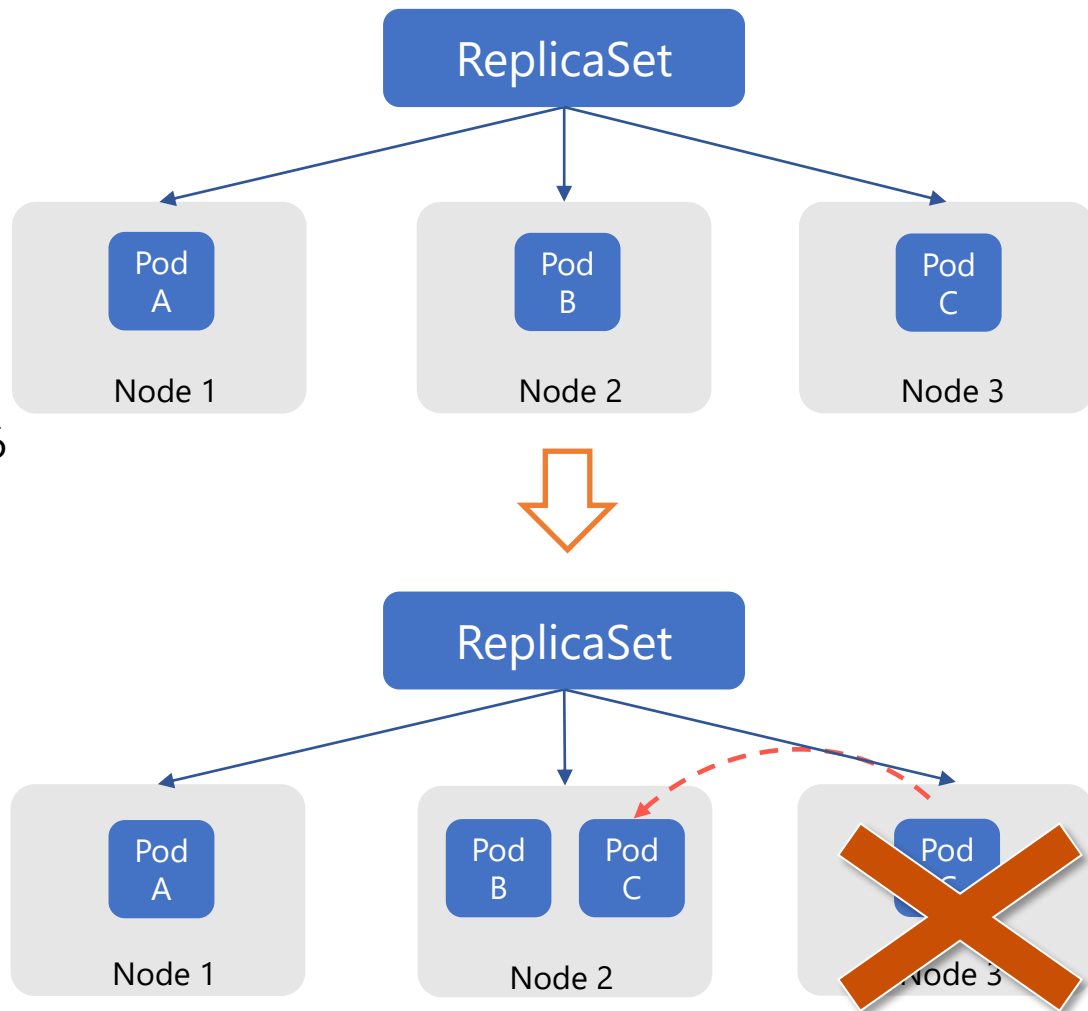 ReplicaSet
Pod
A
Node 1
Pod
B
Node 2
Pod
C
Node 3
ReplicaSet
Pod
A
Node 1
Pod
B
Pod
C
Node 2
Pod
Node 3